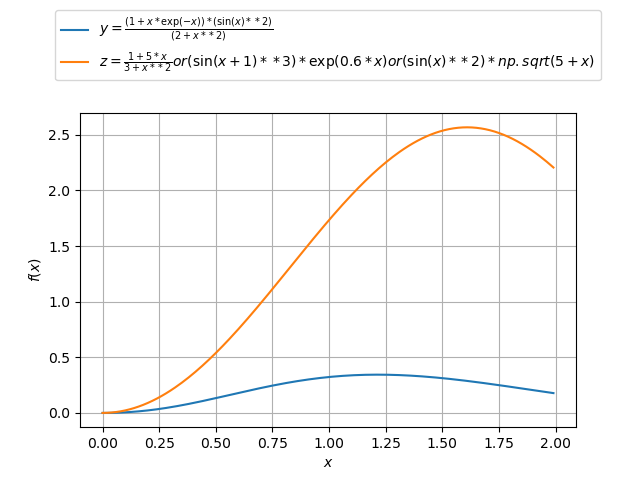 y = (1+x*exp(−x))*(sin(x)**2) / (2+x**2)
z = 1+5*x / 3+x**2 or(sin(x+1)**3)*exp(0.6*x)or(sin(x)**2)*np.sqrt(5+x)
2.5
2.0
1.5
1.0
0.5
0.0
f(x)
0.00 0.25 0.50 0.75 1.00 1.25 1.50 1.75 2.00
x